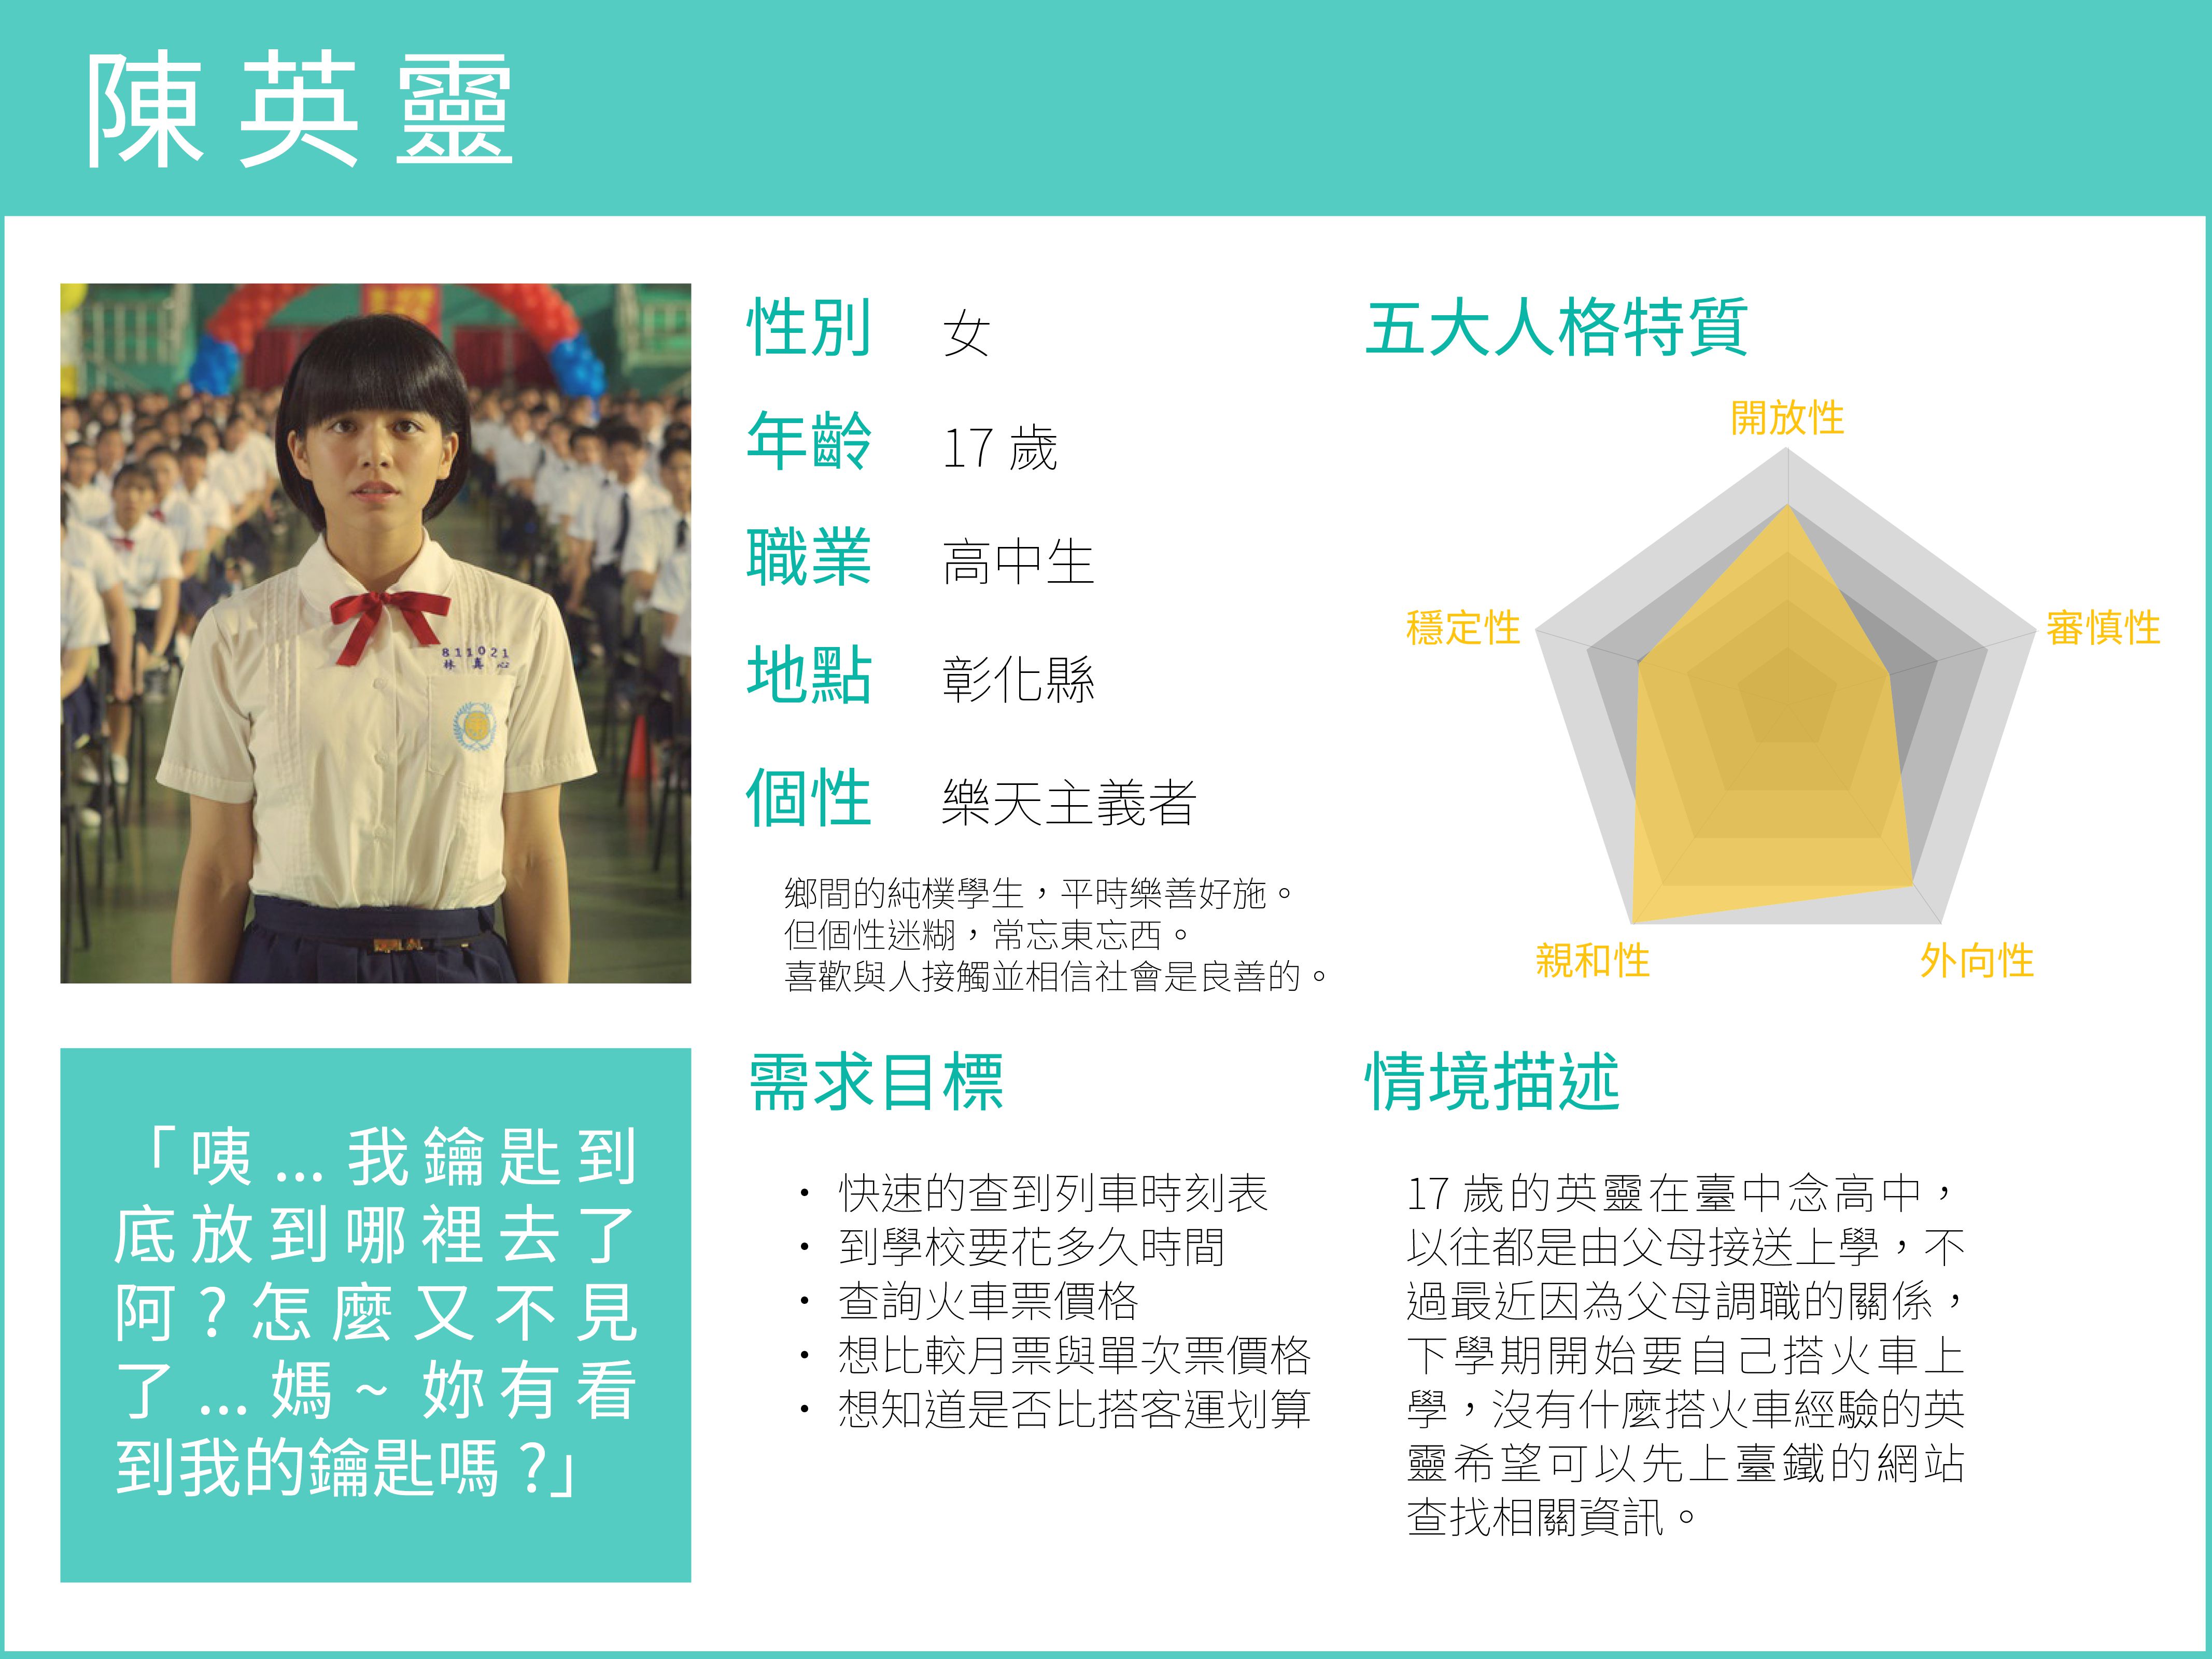 陳英靈
811021
林真心
性別 女
年齡 17 歲
職業 高中生
地點 彰化縣
個性 樂天主義者
鄉間的純樸學生，平時樂善好施。
但個性迷糊，常忘東忘西。
喜歡與人接觸並相信社會是良善的。
五大人格特質
開放性
穩定性
審慎性
親和性
外向性
「咦...我鑰匙到
底放到哪裡去了
阿？怎麼又不見
了...媽~妳有看
到我的鑰匙嗎？」
需求目標
• 快速的查到列車時刻表
• 到學校要花多久時間
• 查詢火車票價格
• 想比較月票與單次票價格
• 想知道是否比搭客運划算
情境描述
17 歲的英靈在臺中念高中，
以往都是由父母接送上學，不
過最近因為父母調職的關係，
下學期開始要自己搭火車上
學，沒有什麼搭火車經驗的英
靈希望可以先上臺鐵的網站
查找相關資訊。